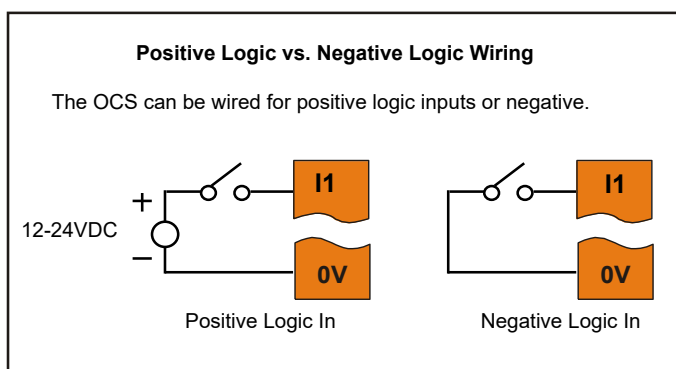 Positive Logic vs. Negative Logic Wiring
The OCS can be wired for positive logic inputs or negative.
I1
I1
+
12-24VDC
–
0V
0V
Positive Logic In
Negative Logic In